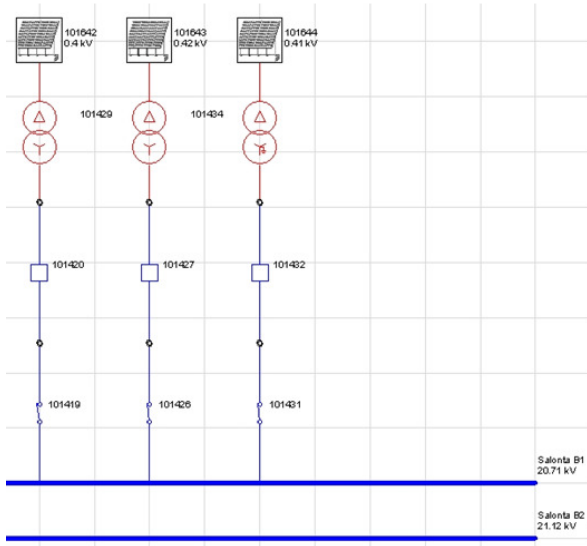 101642
0.4 kV
101643
0.42 kV
101644
0.41 kV
101429
101434
101420
101427
101432
101419
101426
101431
Salonta B1
20.71 kV
Salonta B2
21.12 kV